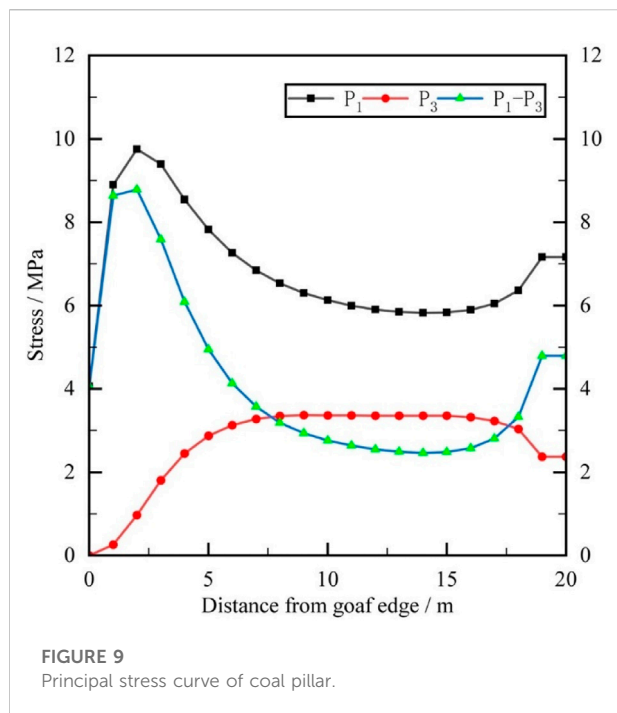 12 12
P₁ P₃ P₁-P₃
10 10
8 8
6 6
4 4
2 2
0 0
Stress / MPa
0 5 10 15 20
Distance from goaf edge / m
FIGURE 9
Principal stress curve of coal pillar.